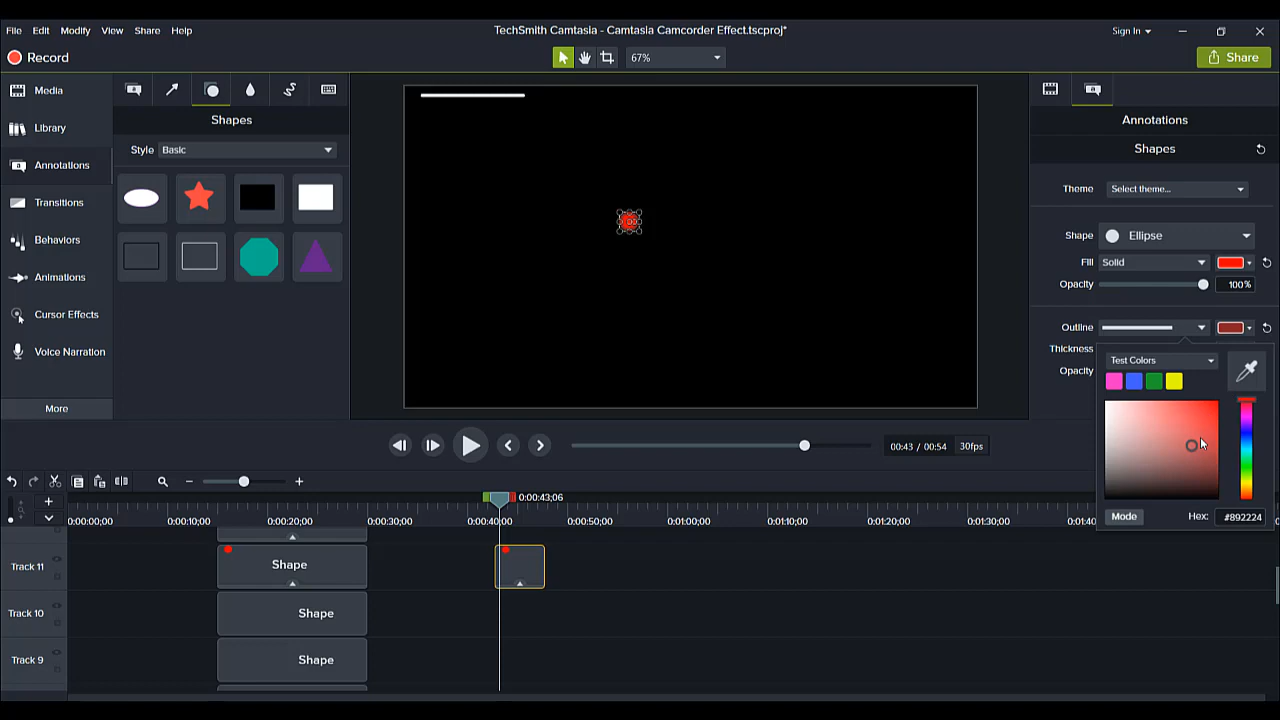 TechSmith Camtasia - Camtasia Camcorder Effect.tscproj*
File Edit Modify View Share Help
Sign In
Record
67%
Share
Media
Library
Annotations
Transitions
Behaviors
Animations
Cursor Effects
Voice Narration
More
Shapes
Style Basic
Annotations
Shapes
Theme Select theme...
Shape Ellipse
Fill Solid
Opacity 100%
Outline
Thickness
Opacity
Test Colors
Mode Hex: #892224
00:43 / 00:54 30fps
0:00:43;06
0:00:00;00 0:00:10;00 0:00:20;00 0:00:30;00 0:00:40;00 0:00:50;00 0:01:00;00 0:01:10;00 0:01:20;00 0:01:30;00 0:01:40
Track 11 Shape
Track 10 Shape
Track 9 Shape